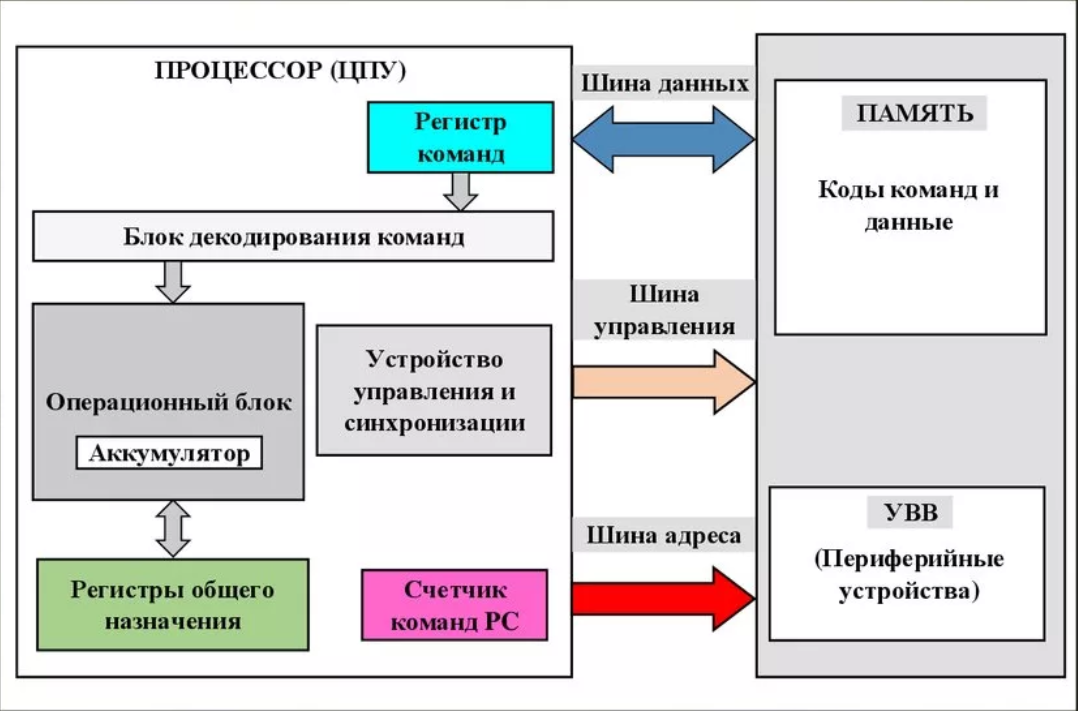 ПРОЦЕССОР (ЦПУ)
Регистр
команд
Блок декодирования команд
Операционный блок
Аккумулятор
Устройство
управления и
синхронизации
Регистры общего
назначения
Счетчик
команд PC
Шина данных
Шина
управления
Шина адреса
ПАМЯТЬ
Коды команд и
данные
УВВ
(Периферийные
устройства)